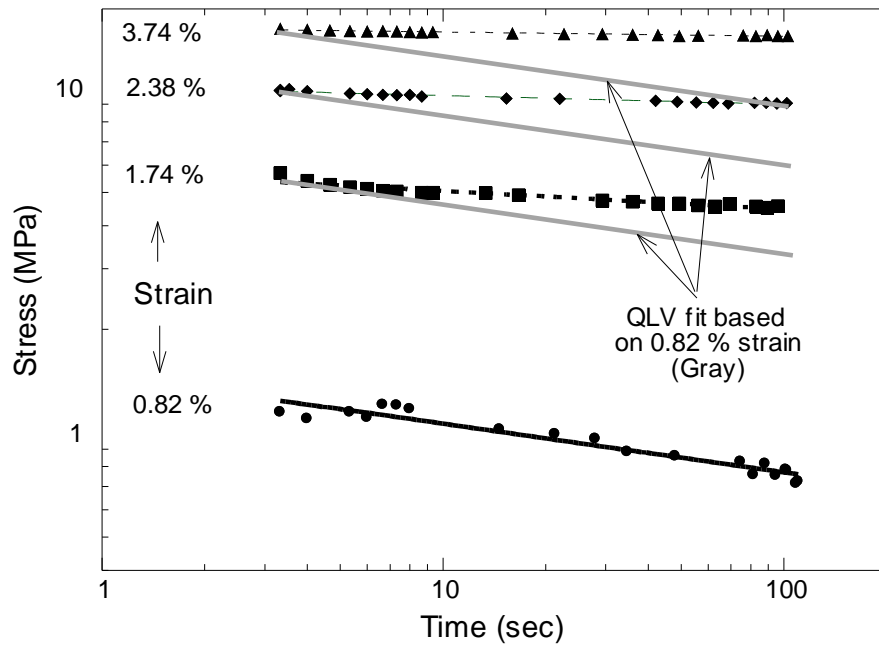 3.74 %
10
2.38 %
1.74 %
Stress (MPa)
Strain
QLV fit based
on 0.82 % strain
(Gray)
0.82 %
1
1
10
100
Time (sec)